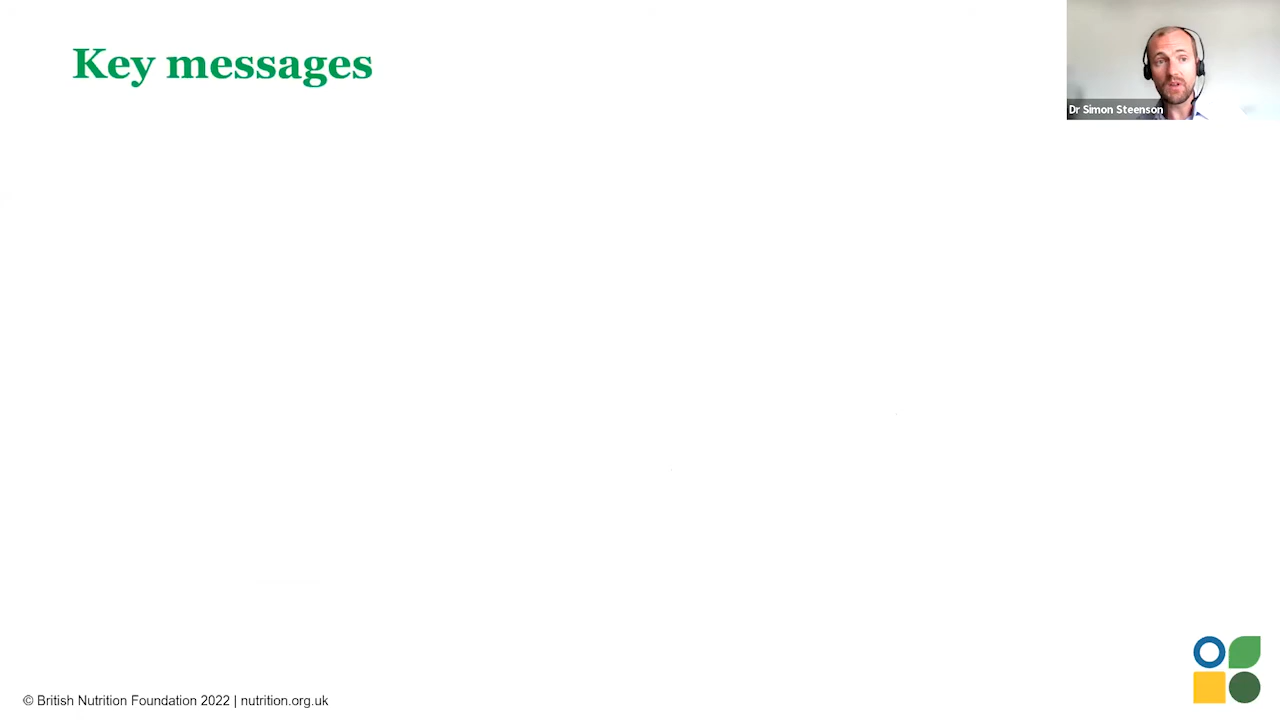 Key messages
Dr Simon Steenson
© British Nutrition Foundation 2022 | nutrition.org.uk